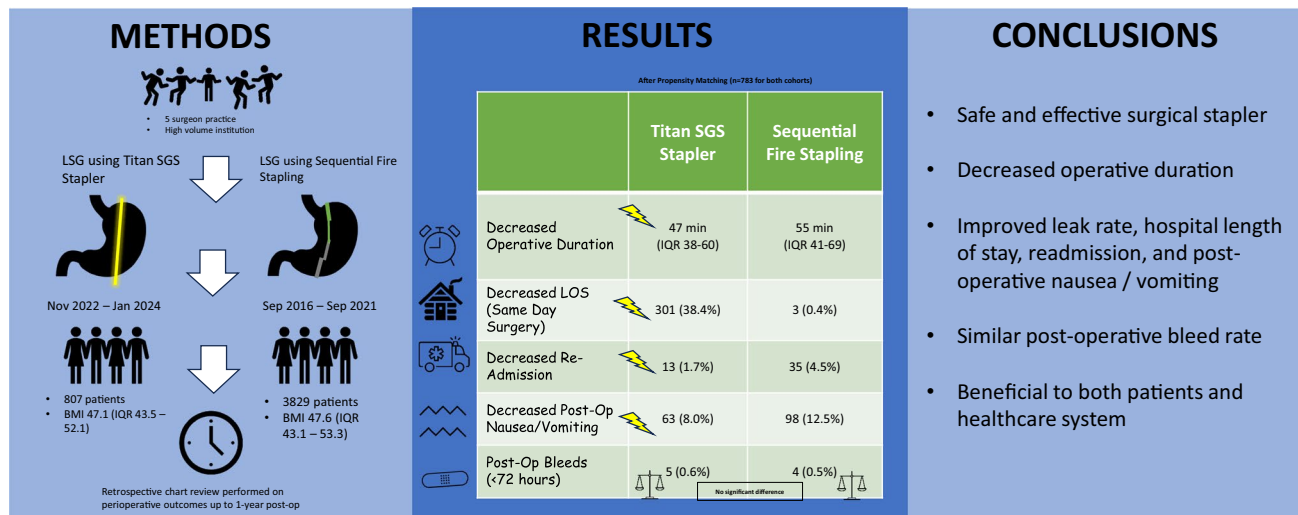 METHODS
• 5 surgeon practice
• High volume institution
LSG using Titan SGS
Stapler
LSG using Sequential Fire
Stapling
Nov 2022 – Jan 2024
Sep 2016 – Sep 2021
• 807 patients
• BMI 47.1 (IQR 43.5 –
52.1)
• 3829 patients
• BMI 47.6 (IQR
43.1 – 53.3)
Retrospective chart review performed on
perioperative outcomes up to 1-year post-op
RESULTS
After Propensity Matching (n=783 for both cohorts)
Titan SGS
Stapler
Sequential
Fire Stapling
Decreased
Operative Duration
47 min
(IQR 38-60)
55 min
(IQR 41-69)
Decreased LOS
(Same Day
Surgery)
301 (38.4%)
3 (0.4%)
Decreased Re-
Admission
13 (1.7%)
35 (4.5%)
Decreased Post-Op
Nausea/Vomiting
63 (8.0%)
98 (12.5%)
Post-Op Bleeds
(<72 hours)
5 (0.6%)
4 (0.5%)
No significant difference
CONCLUSIONS
• Safe and effective surgical stapler
• Decreased operative duration
• Improved leak rate, hospital length
of stay, readmission, and post-
operative nausea / vomiting
• Similar post-operative bleed rate
• Beneficial to both patients and
healthcare system